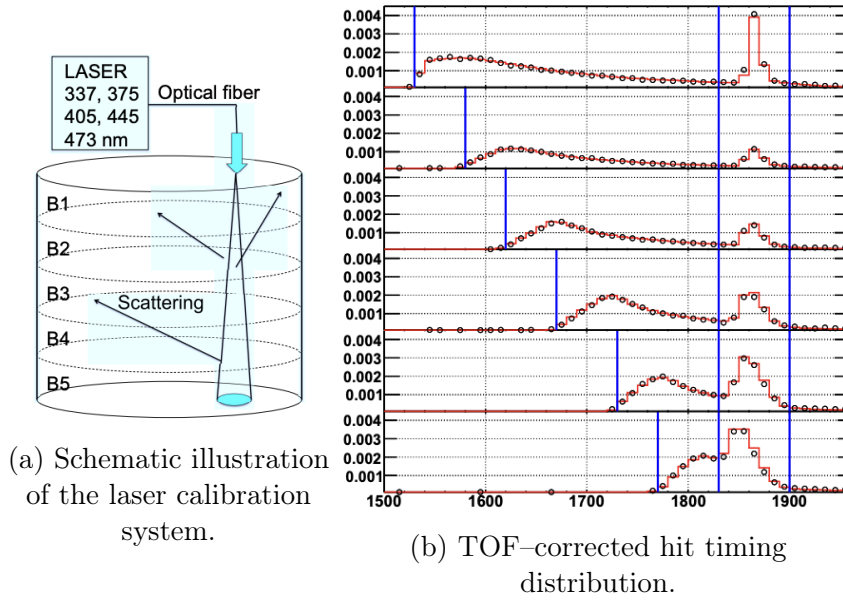 LASER
337, 375
405, 445
473 nm
Optical fiber
B1
B2
B3
Scattering
B4
B5
(a) Schematic illustration
of the laser calibration
system.
0.004
0.003
0.002
0.001
0.004
0.003
0.002
0.001
0.004
0.003
0.002
0.001
0.004
0.003
0.002
0.001
0.004
0.003
0.002
0.001
0.004
0.003
0.002
0.001
1500 1600 1700 1800 1900
(b) TOF–corrected hit timing
distribution.